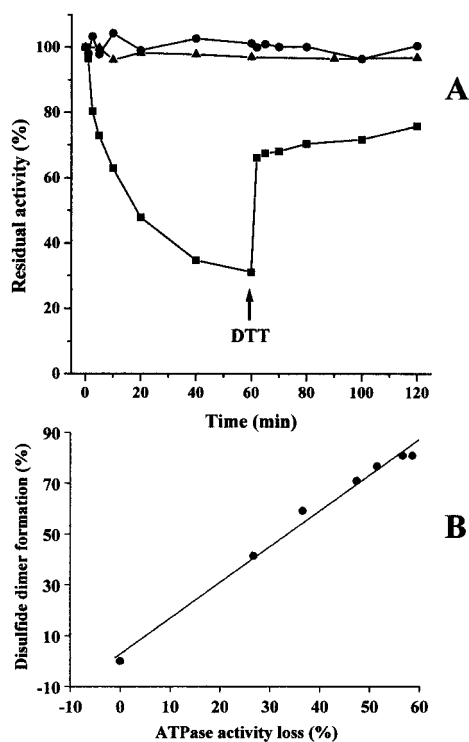 Residual activity (%)
100
80
60
40
20
0
A
DTT
0 20 40 60 80 100 120
Time (min)
Disulfide dimer formation (%)
90
70
50
30
10
-10
B
-10 0 10 20 30 40 50 60
ATPase activity loss (%)